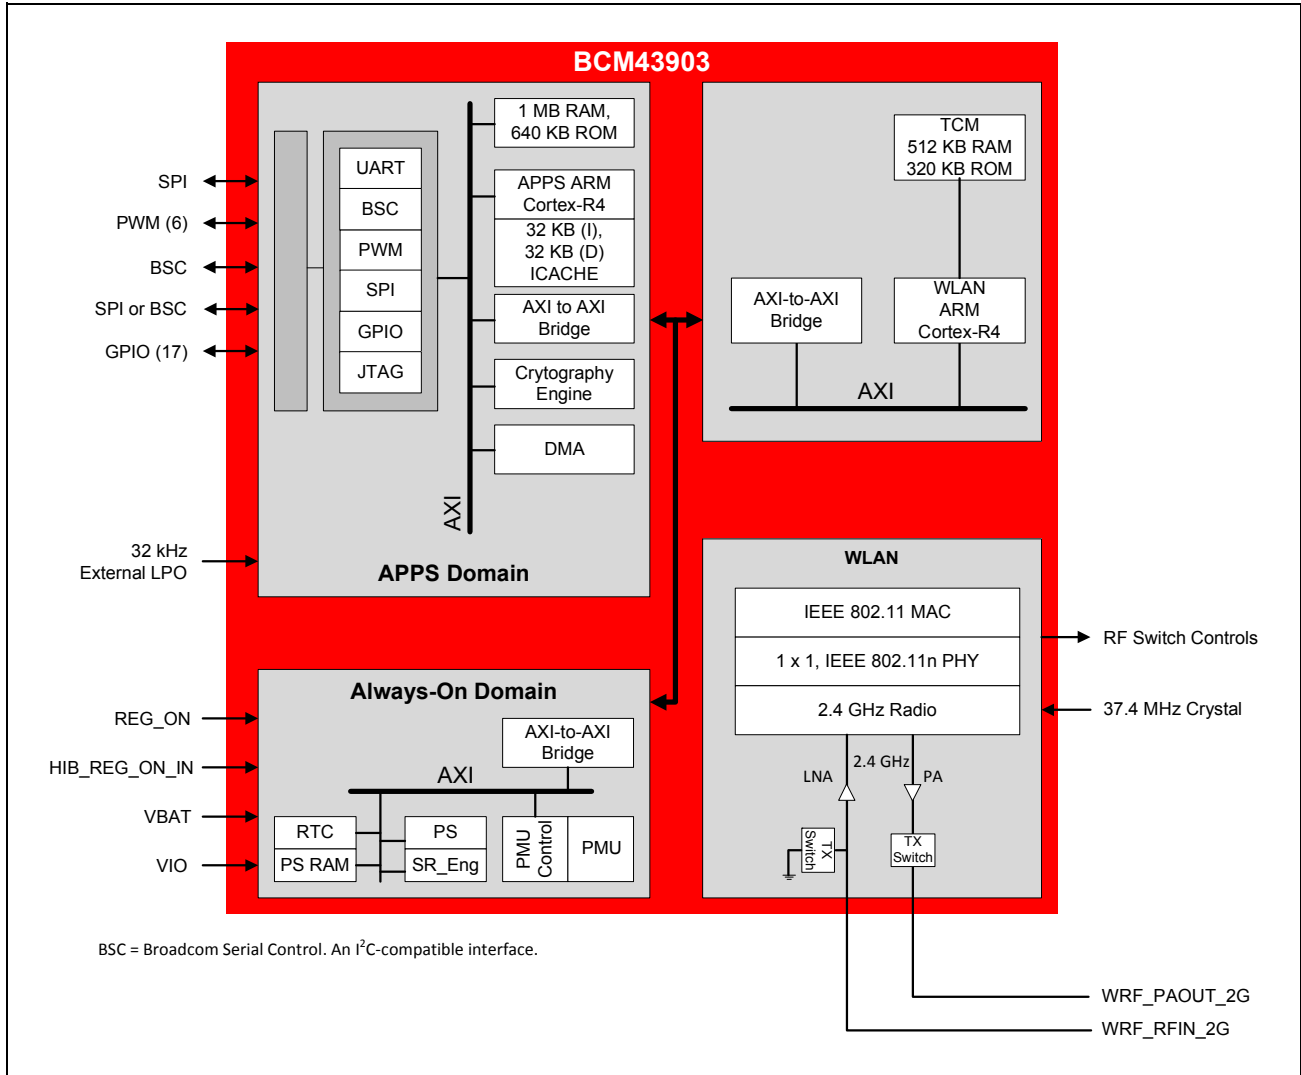 BCM43903
1 MB RAM,
640 KB ROM
UART
BSC
PWM
SPI
GPIO
JTAG
APPS ARM
Cortex-R4
32 KB (I),
32 KB (D)
ICACHE
AXI to AXI
Bridge
Crytography
Engine
DMA
AXI
APPS Domain
SPI
PWM (6)
BSC
SPI or BSC
GPIO (17)
32 kHz
External LPO
TCM
512 KB RAM
320 KB ROM
AXI-to-AXI
Bridge
WLAN
ARM
Cortex-R4
AXI
WLAN
IEEE 802.11 MAC
1 x 1, IEEE 802.11n PHY
2.4 GHz Radio
2.4 GHz
LNA
PA
TX
Switch
TX
Switch
RF Switch Controls
37.4 MHz Crystal
Always-On Domain
AXI-to-AXI
Bridge
AXI
RTC
PS RAM
PS
SR_Eng
PMU
Control
PMU
REG_ON
HIB_REG_ON_IN
VBAT
VIO
BSC = Broadcom Serial Control. An I²C-compatible interface.
WRF_PAOUT_2G
WRF_RFIN_2G